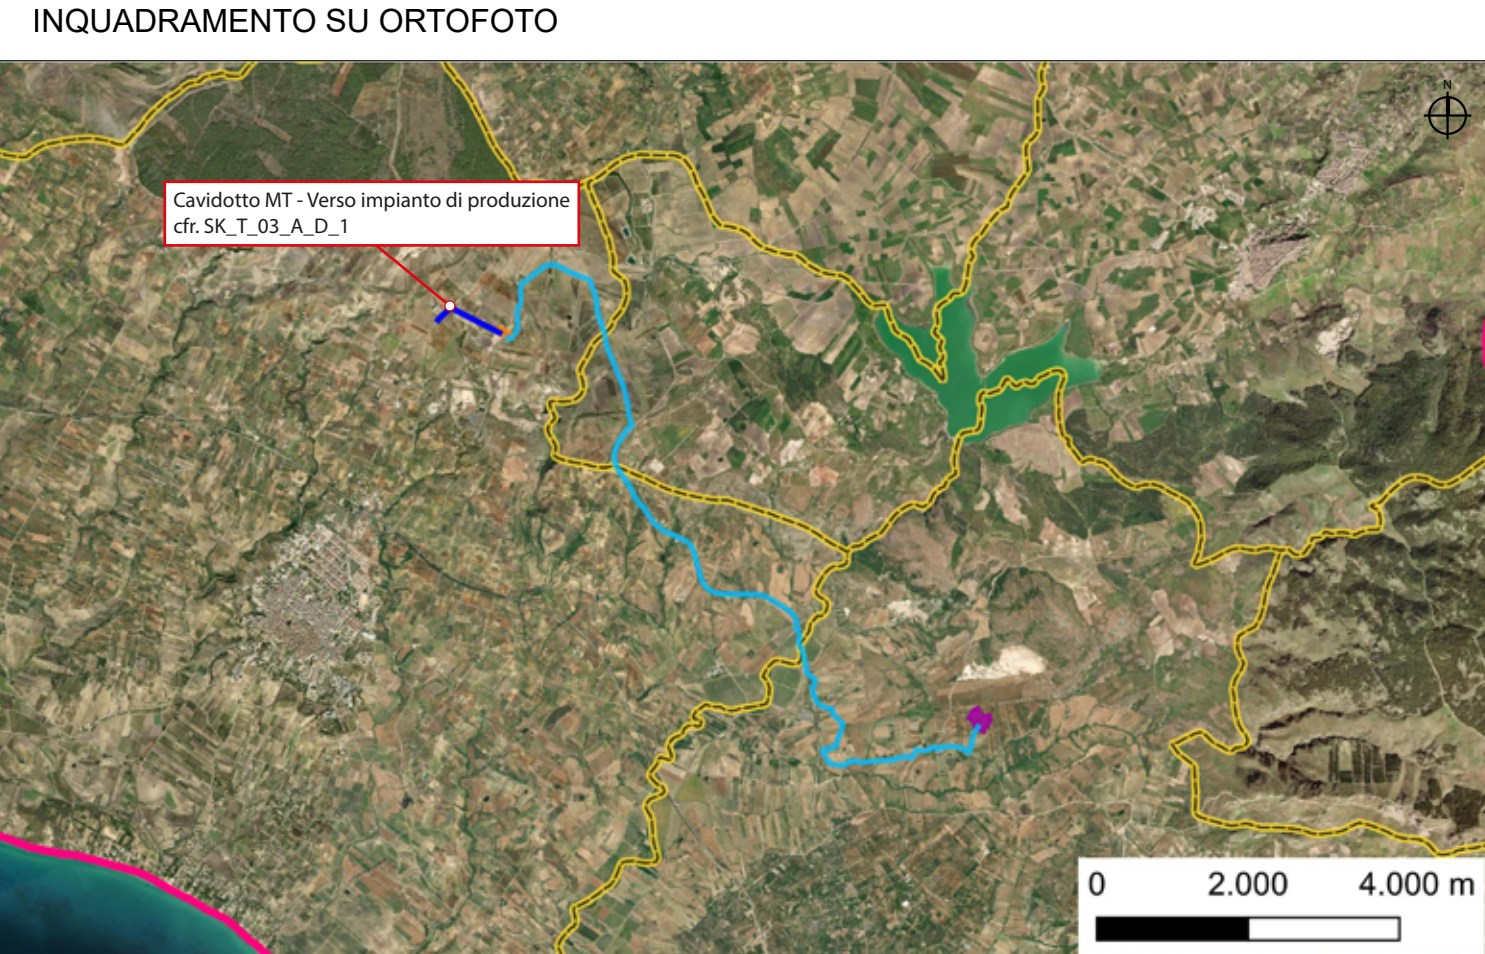 INQUADRAMENTO SU ORTOFOTO
N
Cavidotto MT - Verso impianto di produzione
cfr. SK_T_03_A_D_1
0 2.000 4.000 m